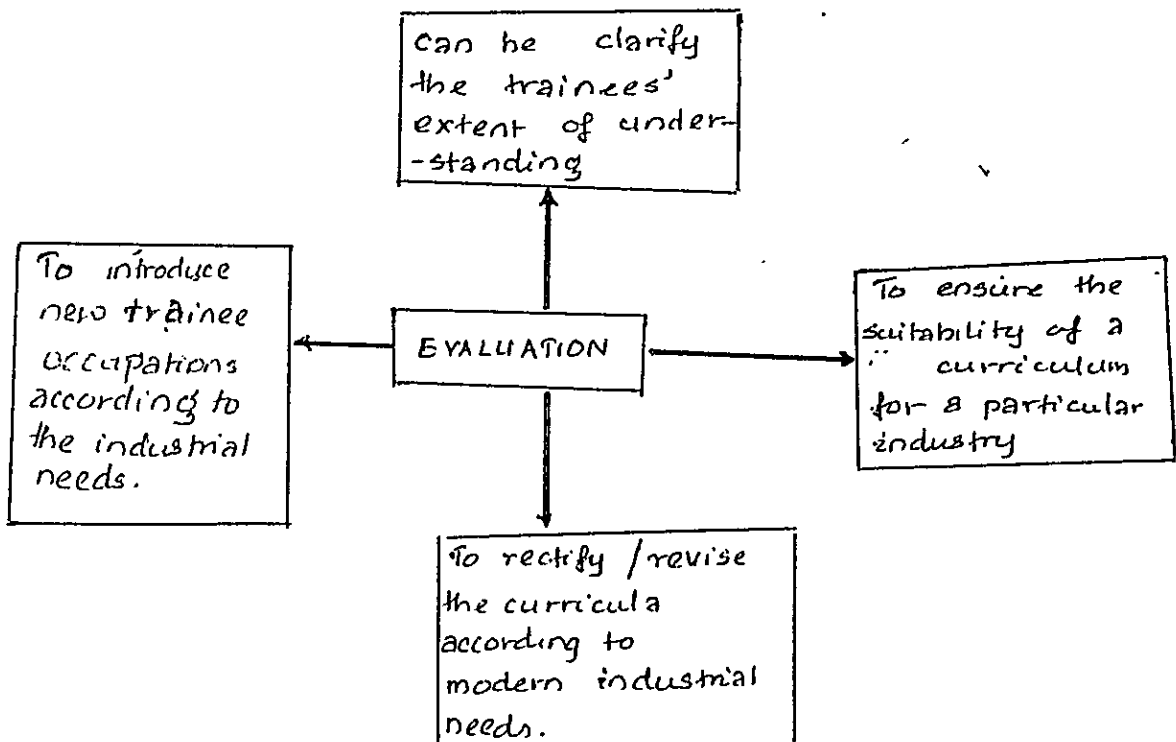 can be clarify
the trainees'
extent of under-
-standing
To introduce
new trainee
occupations
according to
the industrial
needs.
EVALUATION
To ensure the
suitability of a
curriculum
for a particular
industry
To rectify / revise
the curricula
according to
modern industrial
needs.